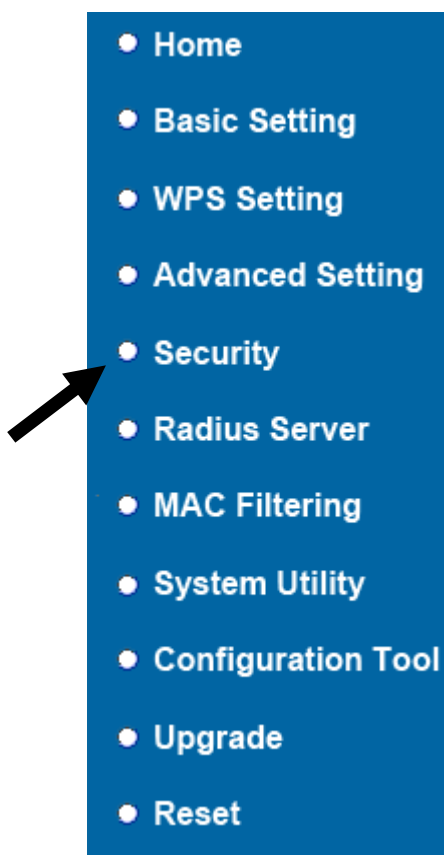 Home
Basic Setting
WPS Setting
Advanced Setting
Security
Radius Server
MAC Filtering
System Utility
Configuration Tool
Upgrade
Reset